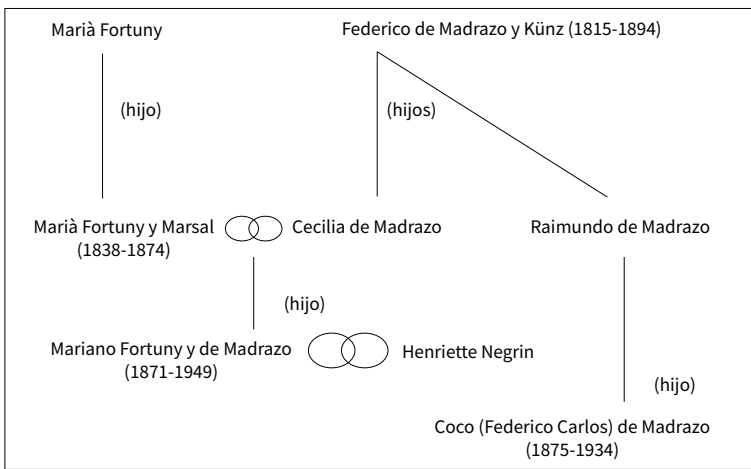 Marià Fortuny
Federico de Madrazo y Künz (1815-1894)
(hijo)
(hijos)
Marià Fortuny y Marsal
(1838-1874)
Cecilia de Madrazo
Raimundo de Madrazo
(hijo)
Mariano Fortuny y de Madrazo
(1871-1949)
Henriette Negrin
(hijo)
Coco (Federico Carlos) de Madrazo
(1875-1934)